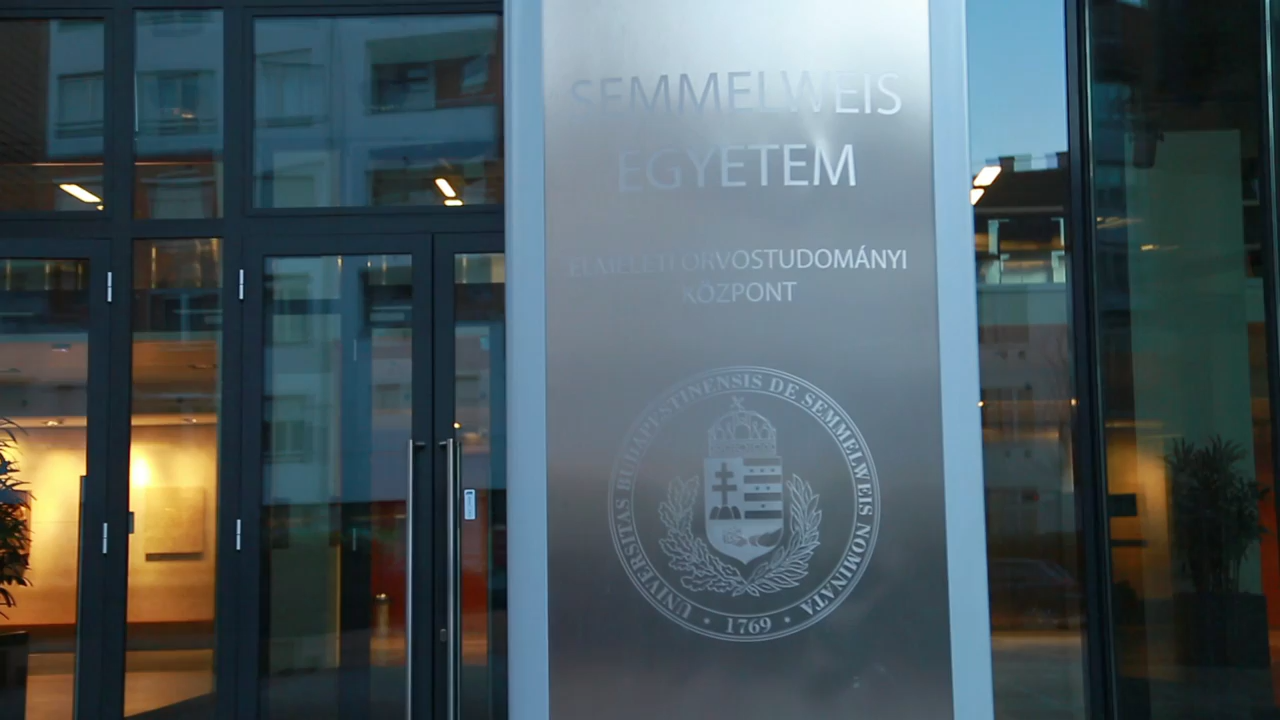 SEMMELWEIS
EGYETEM
ELMÉLETI ORVOSTUDOMÁNYI
KÖZPONT
UNIVERSITAS BUDAPESTINENSIS DE SEMMELWEIS NOMINATA
• 1769 •